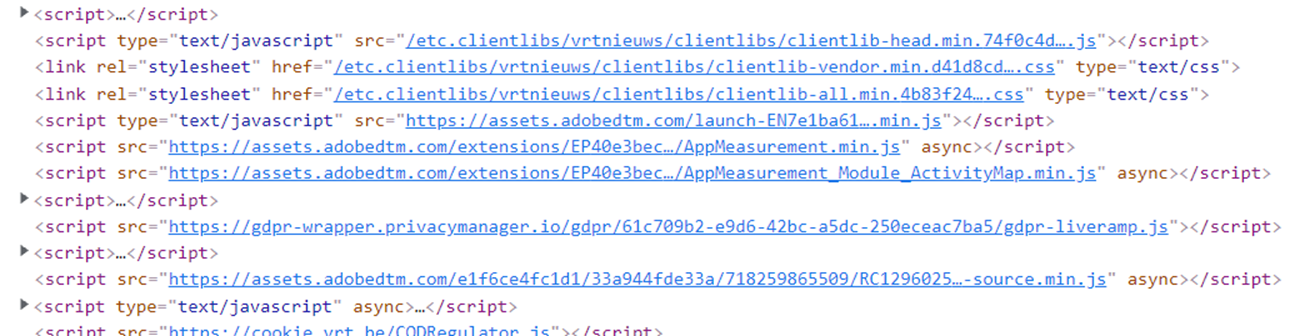 ▶<script>…</script>
<script type="text/javascript" src="/etc.clientlibs/vrtnieuws/clientlibs/clientlib-head.min.74f0c4d….js"></script>
<link rel="stylesheet" href="/etc.clientlibs/vrtnieuws/clientlibs/clientlib-vendor.min.d41d8cd….css" type="text/css">
<link rel="stylesheet" href="/etc.clientlibs/vrtnieuws/clientlibs/clientlib-all.min.4b83f24….css" type="text/css">
<script type="text/javascript" src="https://assets.adobedtm.com/launch-EN7e1ba61….min.js"></script>
<script src="https://assets.adobedtm.com/extensions/EP40e3bec…/AppMeasurement.min.js" async></script>
<script src="https://assets.adobedtm.com/extensions/EP40e3bec…/AppMeasurement_Module_ActivityMap.min.js" async></script>
▶<script>…</script>
<script src="https://gdpr-wrapper.privacymanager.io/gdpr/61c709b2-e9d6-42bc-a5dc-250eceac7ba5/gdpr-liveramp.js"></script>
▶<script>…</script>
<script src="https://assets.adobedtm.com/e1f6ce4fc1d1/33a944fde33a/718259865509/RC1296025…-source.min.js" async></script>
▶<script type="text/javascript" async>…</script>
<script src="https://cookie.vrt.be/CODRegulator.js"></script>